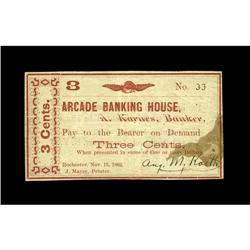 3
No. 33
ARCADE BANKING HOUSE,
A. Karnes, Banker,
Pay to the Bearer on Demand
Three Cents,
When presented in sums of five or more Dollars
Rochester, Nov. 15, 1862.
J. Mayer, Printer.
3 Cents.